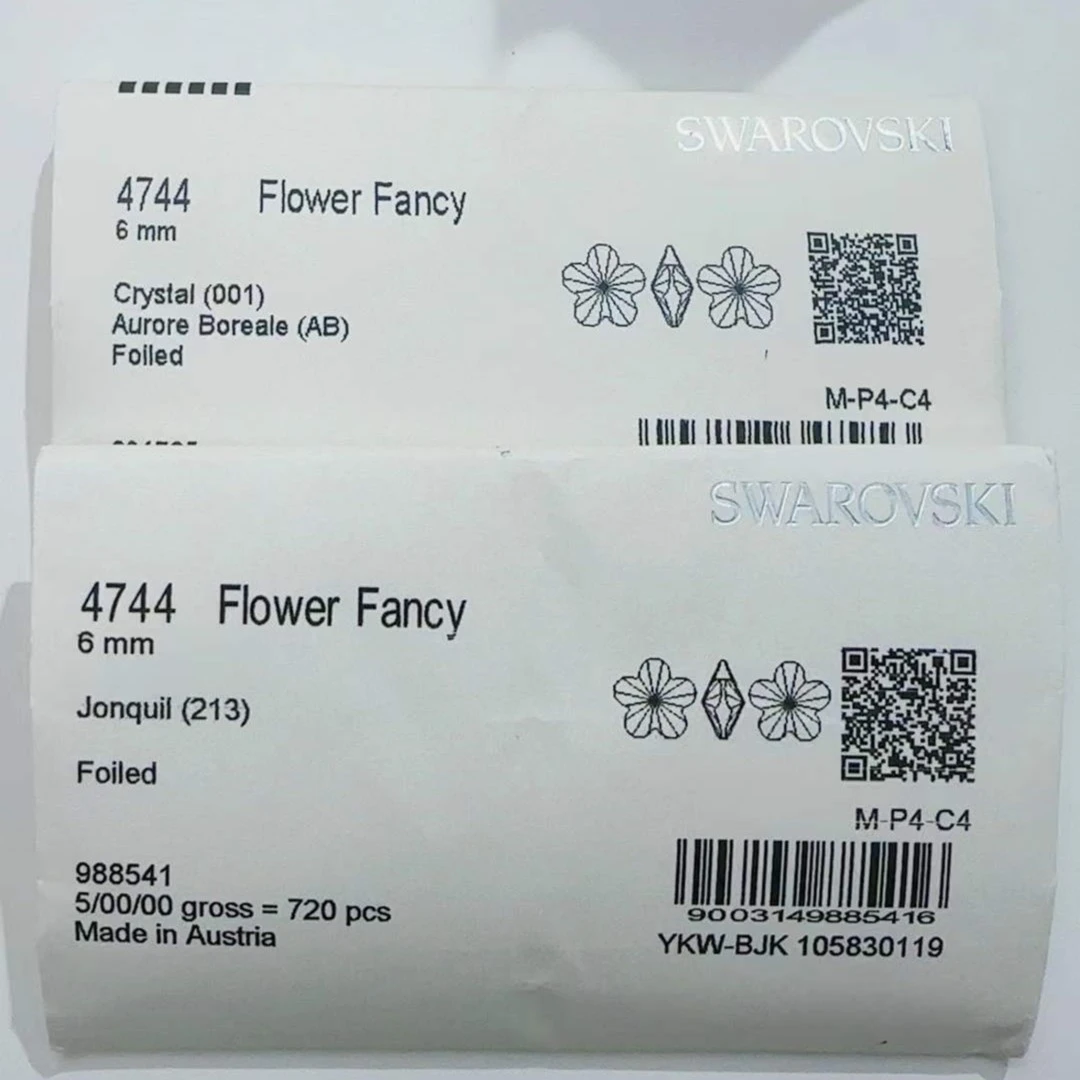 SWAROVSKI
4744 Flower Fancy
6 mm
Crystal (001)
Aurore Boreale (AB)
Foiled
M-P4-C4
SWAROVSKI
4744 Flower Fancy
6 mm
Jonquil (213)
Foiled
M-P4-C4
988541
5/00/00 gross = 720 pcs
Made in Austria
9003149885416
YKW-BJK 105830119